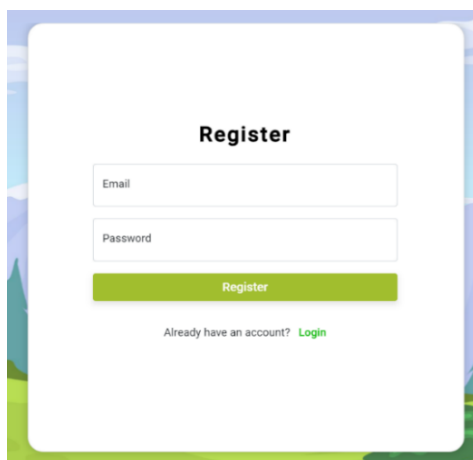 Register
Email
Password
Register
Already have an account? Login